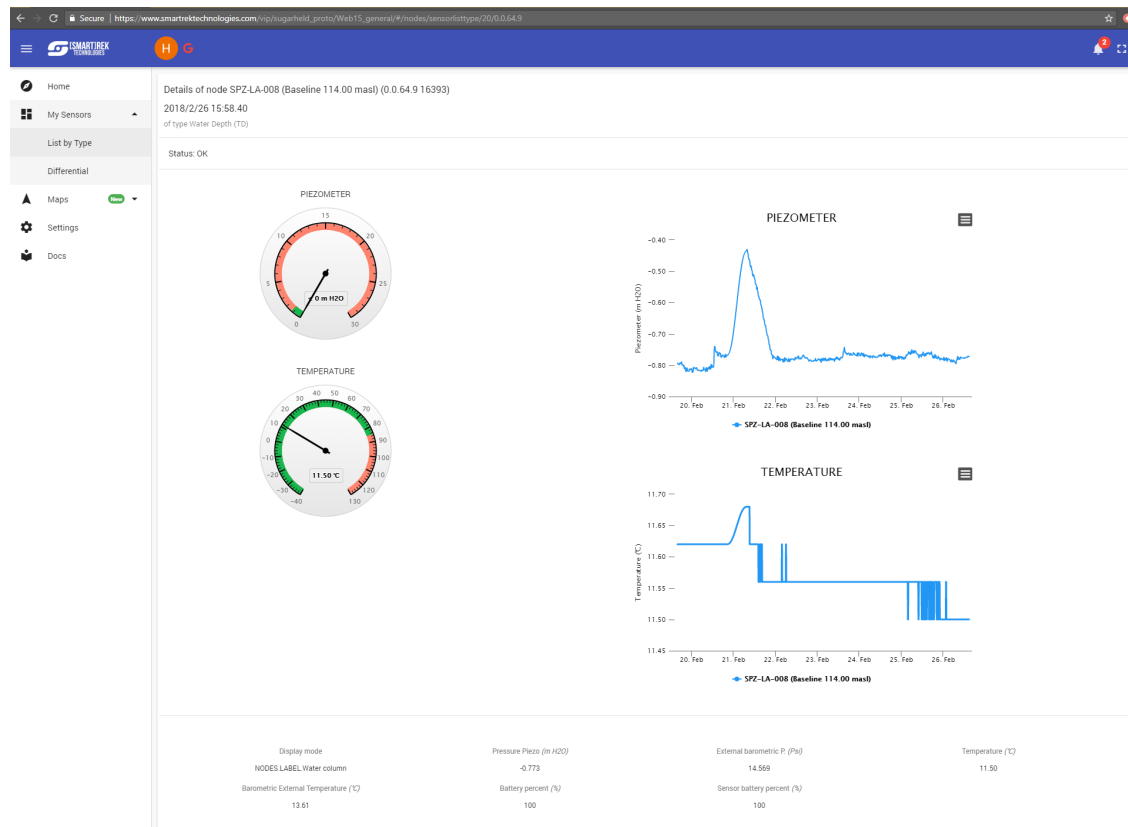 Secure | https://www.smartrektechnologies.com/vip/sugarheld_proto/Web15_general/#/nodes/sensorlisttype/20/0.0.64.9
SMARTREK
TECHNOLOGIES
H
G
2
Home
My Sensors
List by Type
Differential
Maps
New
Settings
Docs
Details of node SPZ-LA-008 (Baseline 114.00 masl) (0.0.64.9 16393)
2018/2/26 15:58.40
of type Water Depth (TD)
Status: OK
PIEZOMETER
0
5
10
15
20
25
30
0 m H2O
TEMPERATURE
-40
-30
-20
-10
0
10
20
30
40
50
60
70
80
90
100
110
120
130
11.50 °C
PIEZOMETER
Piezometer (m H2O)
-0.40
-0.50
-0.60
-0.70
-0.80
-0.90
20. Feb 21. Feb 22. Feb 23. Feb 24. Feb 25. Feb 26. Feb
SPZ-LA-008 (Baseline 114.00 masl)
TEMPERATURE
Temperature (°C)
11.70
11.65
11.60
11.55
11.50
11.45
20. Feb 21. Feb 22. Feb 23. Feb 24. Feb 25. Feb 26. Feb
SPZ-LA-008 (Baseline 114.00 masl)
Display mode Pressure Piezo (m H2O) External barometric P. (Psi) Temperature (°C)
NODES.LABEL.Water column -0.773 14.569 11.50
Barometric External Temperature (°C) Battery percent (%) Sensor battery percent (%)
13.61 100 100